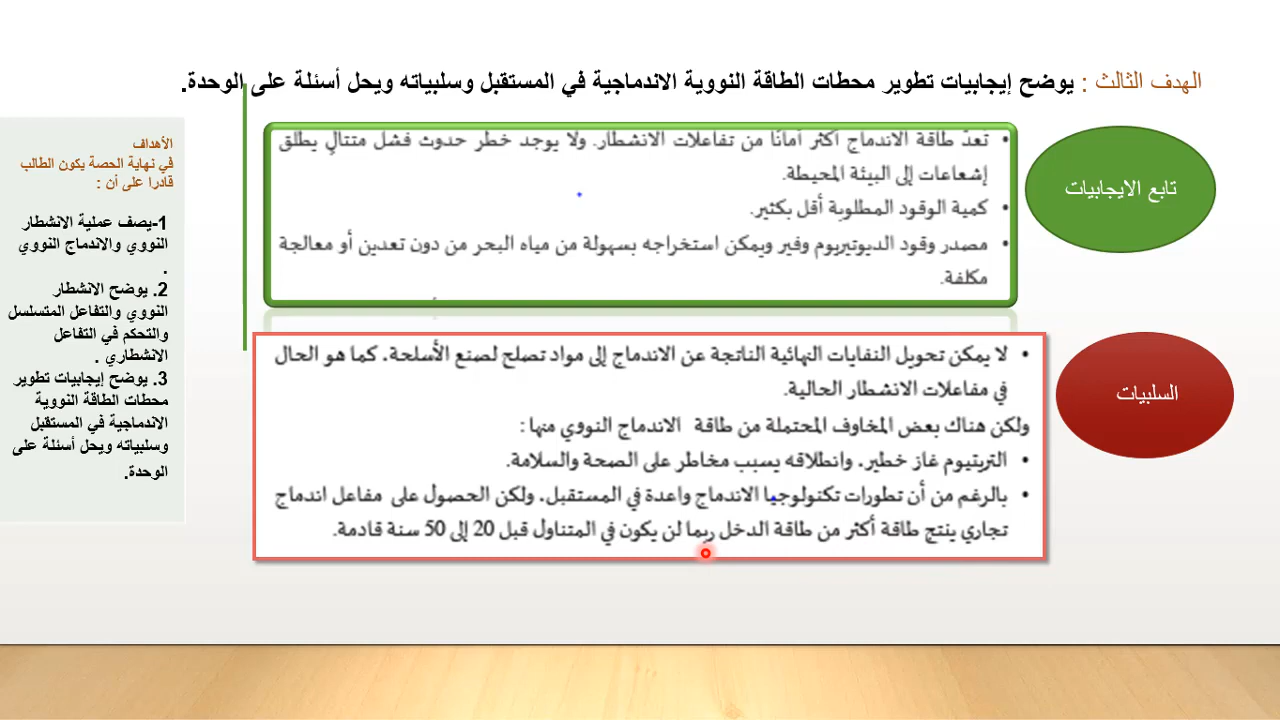 الهدف الثالث : يوضح إيجابيات تطوير محطات الطاقة النووية الاندماجية في المستقبل وسلبياته ويحل أسئلة على الوحدة.
تابع الايجابيات
• تعدّ طاقة الاندماج أكثر أمانًا من تفاعلات الانشطار. ولا يوجد خطر حدوث فشل متتالٍ يطلق
إشعاعات إلى البيئة المحيطة.
• كمية الوقود المطلوبة أقل بكثير.
• مصدر وقود الديوتيريوم وفير ويمكن استخراجه بسهولة من مياه البحر من دون تعدين أو معالجة
مكلفة.
السلبيات
• لا يمكن تحويل النفايات النهائية الناتجة عن الاندماج إلى مواد تصلح لصنع الأسلحة، كما هو الحال
في مفاعلات الانشطار الحالية.
ولكن هناك بعض المخاوف المحتملة من طاقة الاندماج النووي منها :
• التريتيوم غاز خطير، وانطلاقه يسبب مخاطر على الصحة والسلامة.
• بالرغم من أن تطورات تكنولوجيا الاندماج واعدة في المستقبل، ولكن الحصول على مفاعل اندماج
تجاري ينتج طاقة أكثر من طاقة الدخل ربما لن يكون في المتناول قبل 20 إلى 50 سنة قادمة.
الأهداف
في نهاية الحصة يكون الطالب
قادرا على أن :
1-يصف عملية الانشطار
النووي والاندماج النووي
.
2. يوضح الانشطار
النووي والتفاعل المتسلسل
والتحكم في التفاعل
الانشطاري .
3. يوضح إيجابيات تطوير
محطات الطاقة النووية
الاندماجية في المستقبل
وسلبياته ويحل أسئلة على
الوحدة.